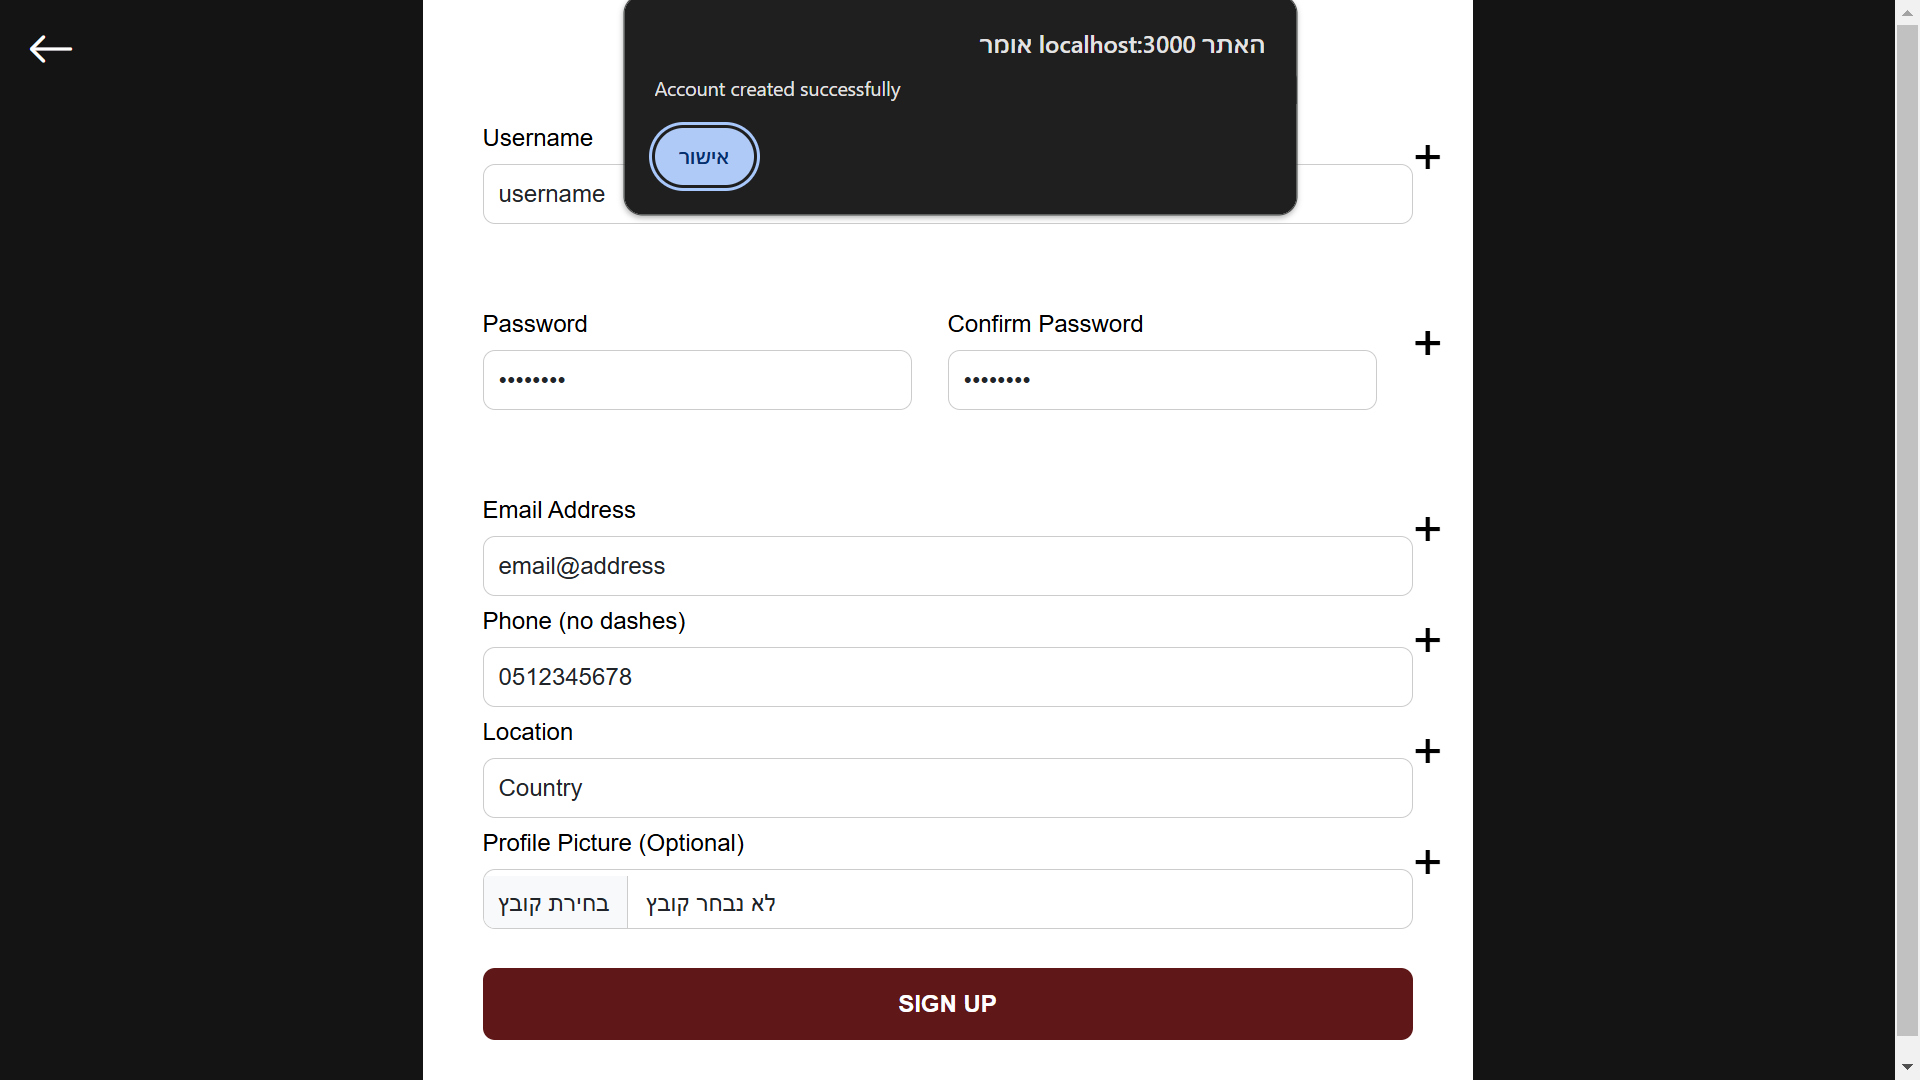 האתר localhost:3000 אומר
Account created successfully
אישור
Username
username
Password
Confirm Password
••••••••
••••••••
Email Address
email@address
Phone (no dashes)
0512345678
Location
Country
Profile Picture (Optional)
בחירת קובץ
לא נבחר קובץ
SIGN UP